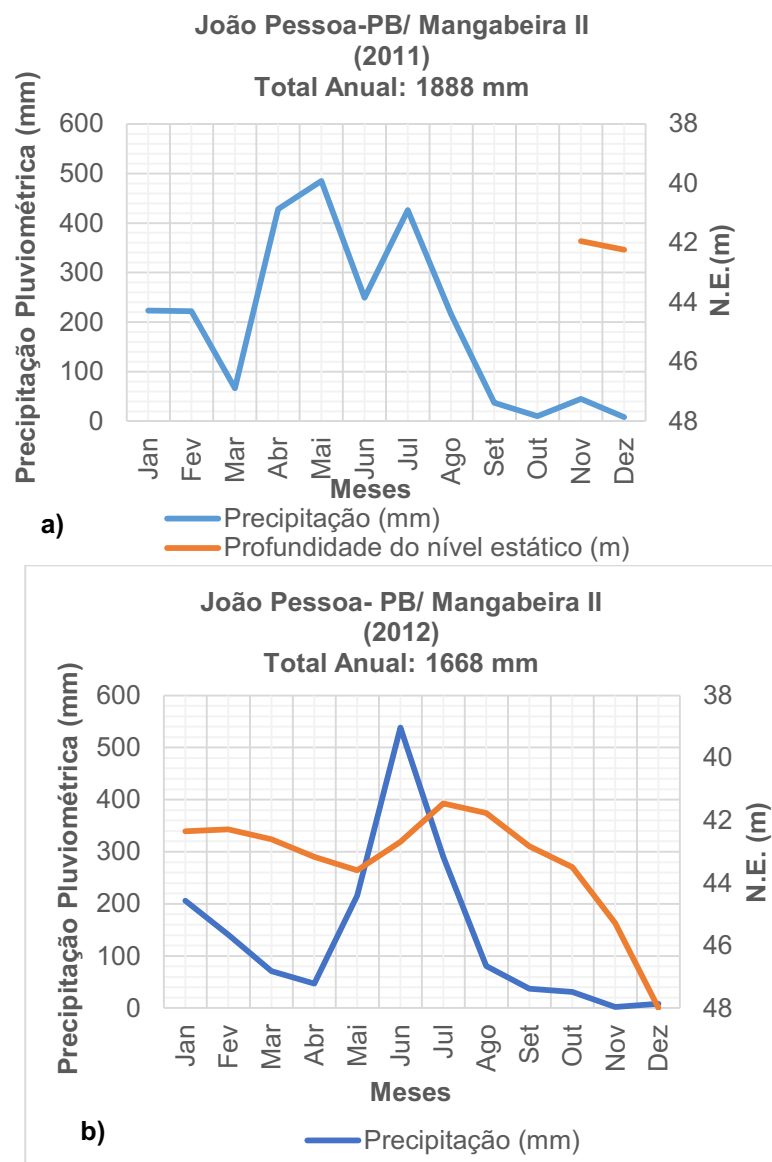 João Pessoa-PB/ Mangabeira II
(2011)
Total Anual: 1888 mm
Precipitação Pluviométrica (mm)
600
500
400
300
200
100
0
38
40
42
44
46
48
N.E.(m)
Jan Fev Mar Abr Mai Jun Jul Ago Set Out Nov Dez
Meses
a)
Precipitação (mm)
Profundidade do nível estático (m)
João Pessoa- PB/ Mangabeira II
(2012)
Total Anual: 1668 mm
Precipitação Pluviométrica (mm)
600
500
400
300
200
100
0
38
40
42
44
46
48
N.E. (m)
Jan Fev Mar Abr Mai Jun Jul Ago Set Out Nov Dez
Meses
b)
Precipitação (mm)